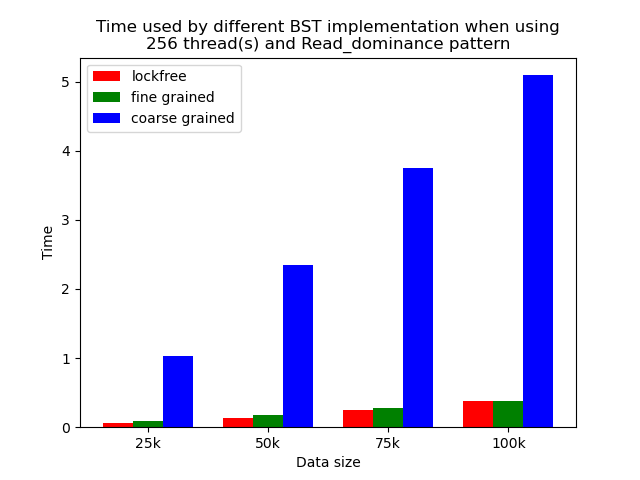 Time used by different BST implementation when using
256 thread(s) and Read_dominance pattern
lockfree
fine grained
coarse grained
5
4
3
2
1
0
Time
25k
50k
75k
100k
Data size